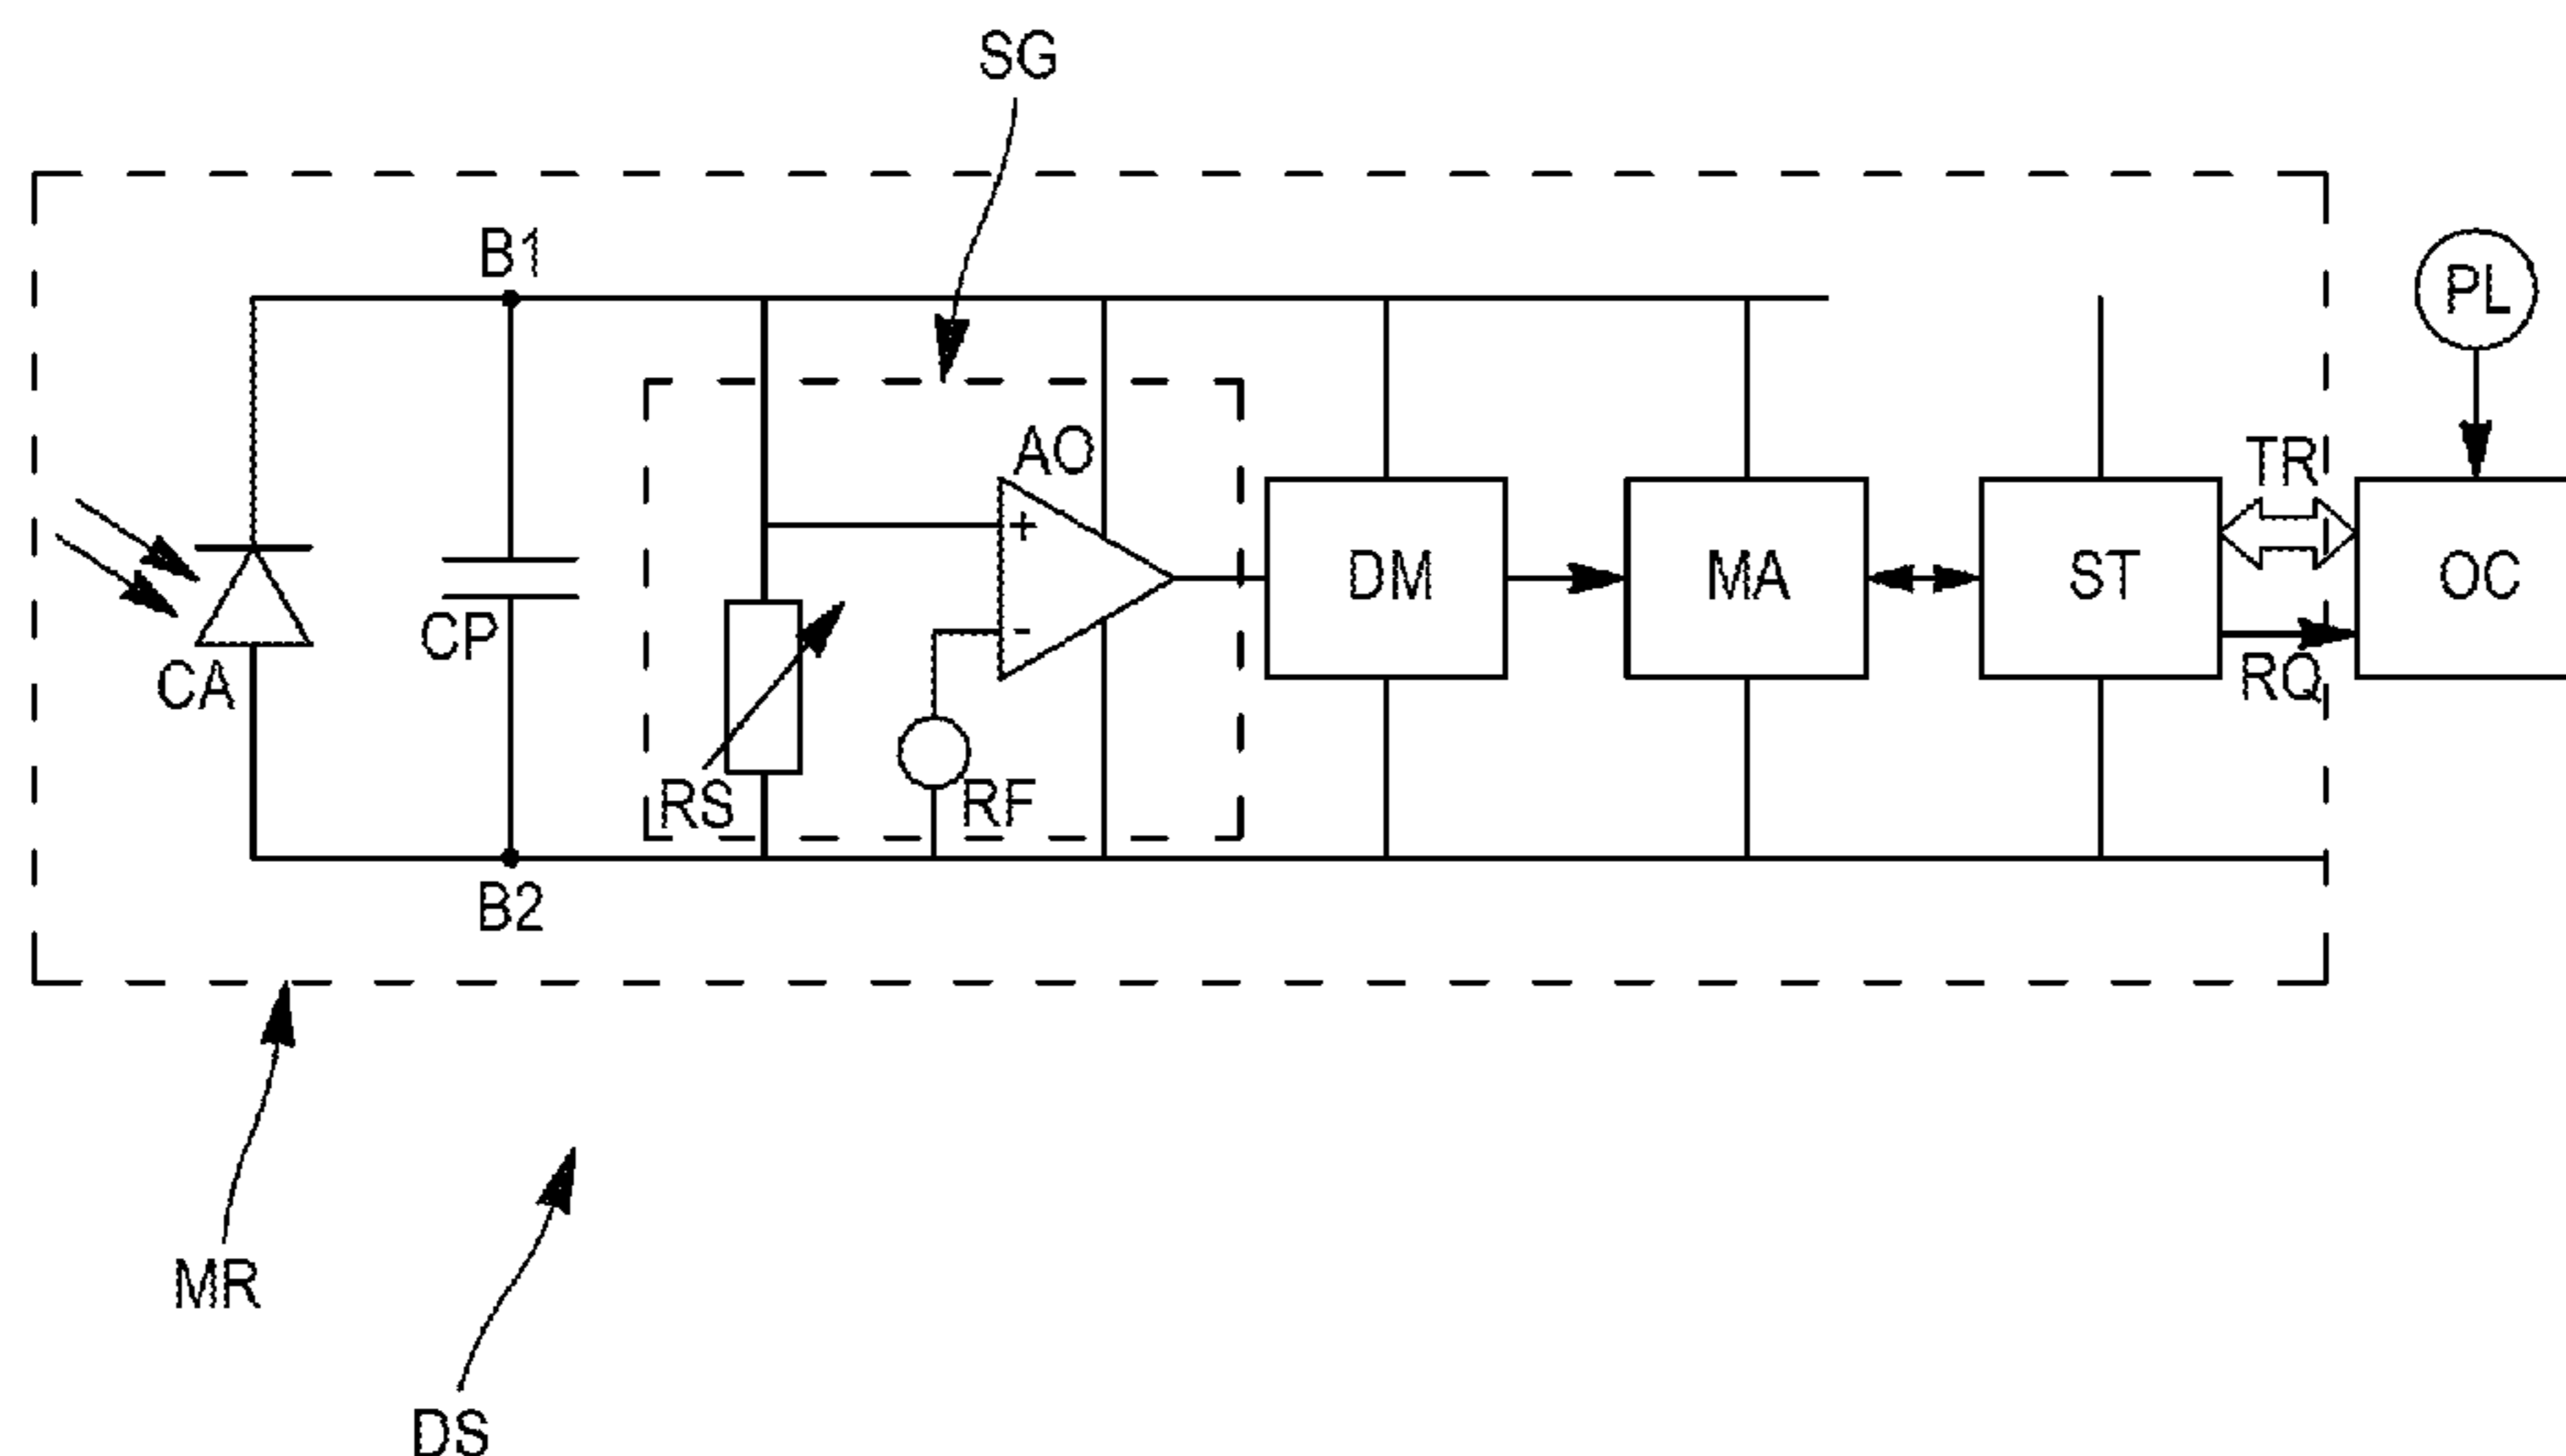 SG
B1
PL
AO
TR
+
DM
MA
ST
OC
CP
-
CA
RQ
RS
RF
B2
MR
DS